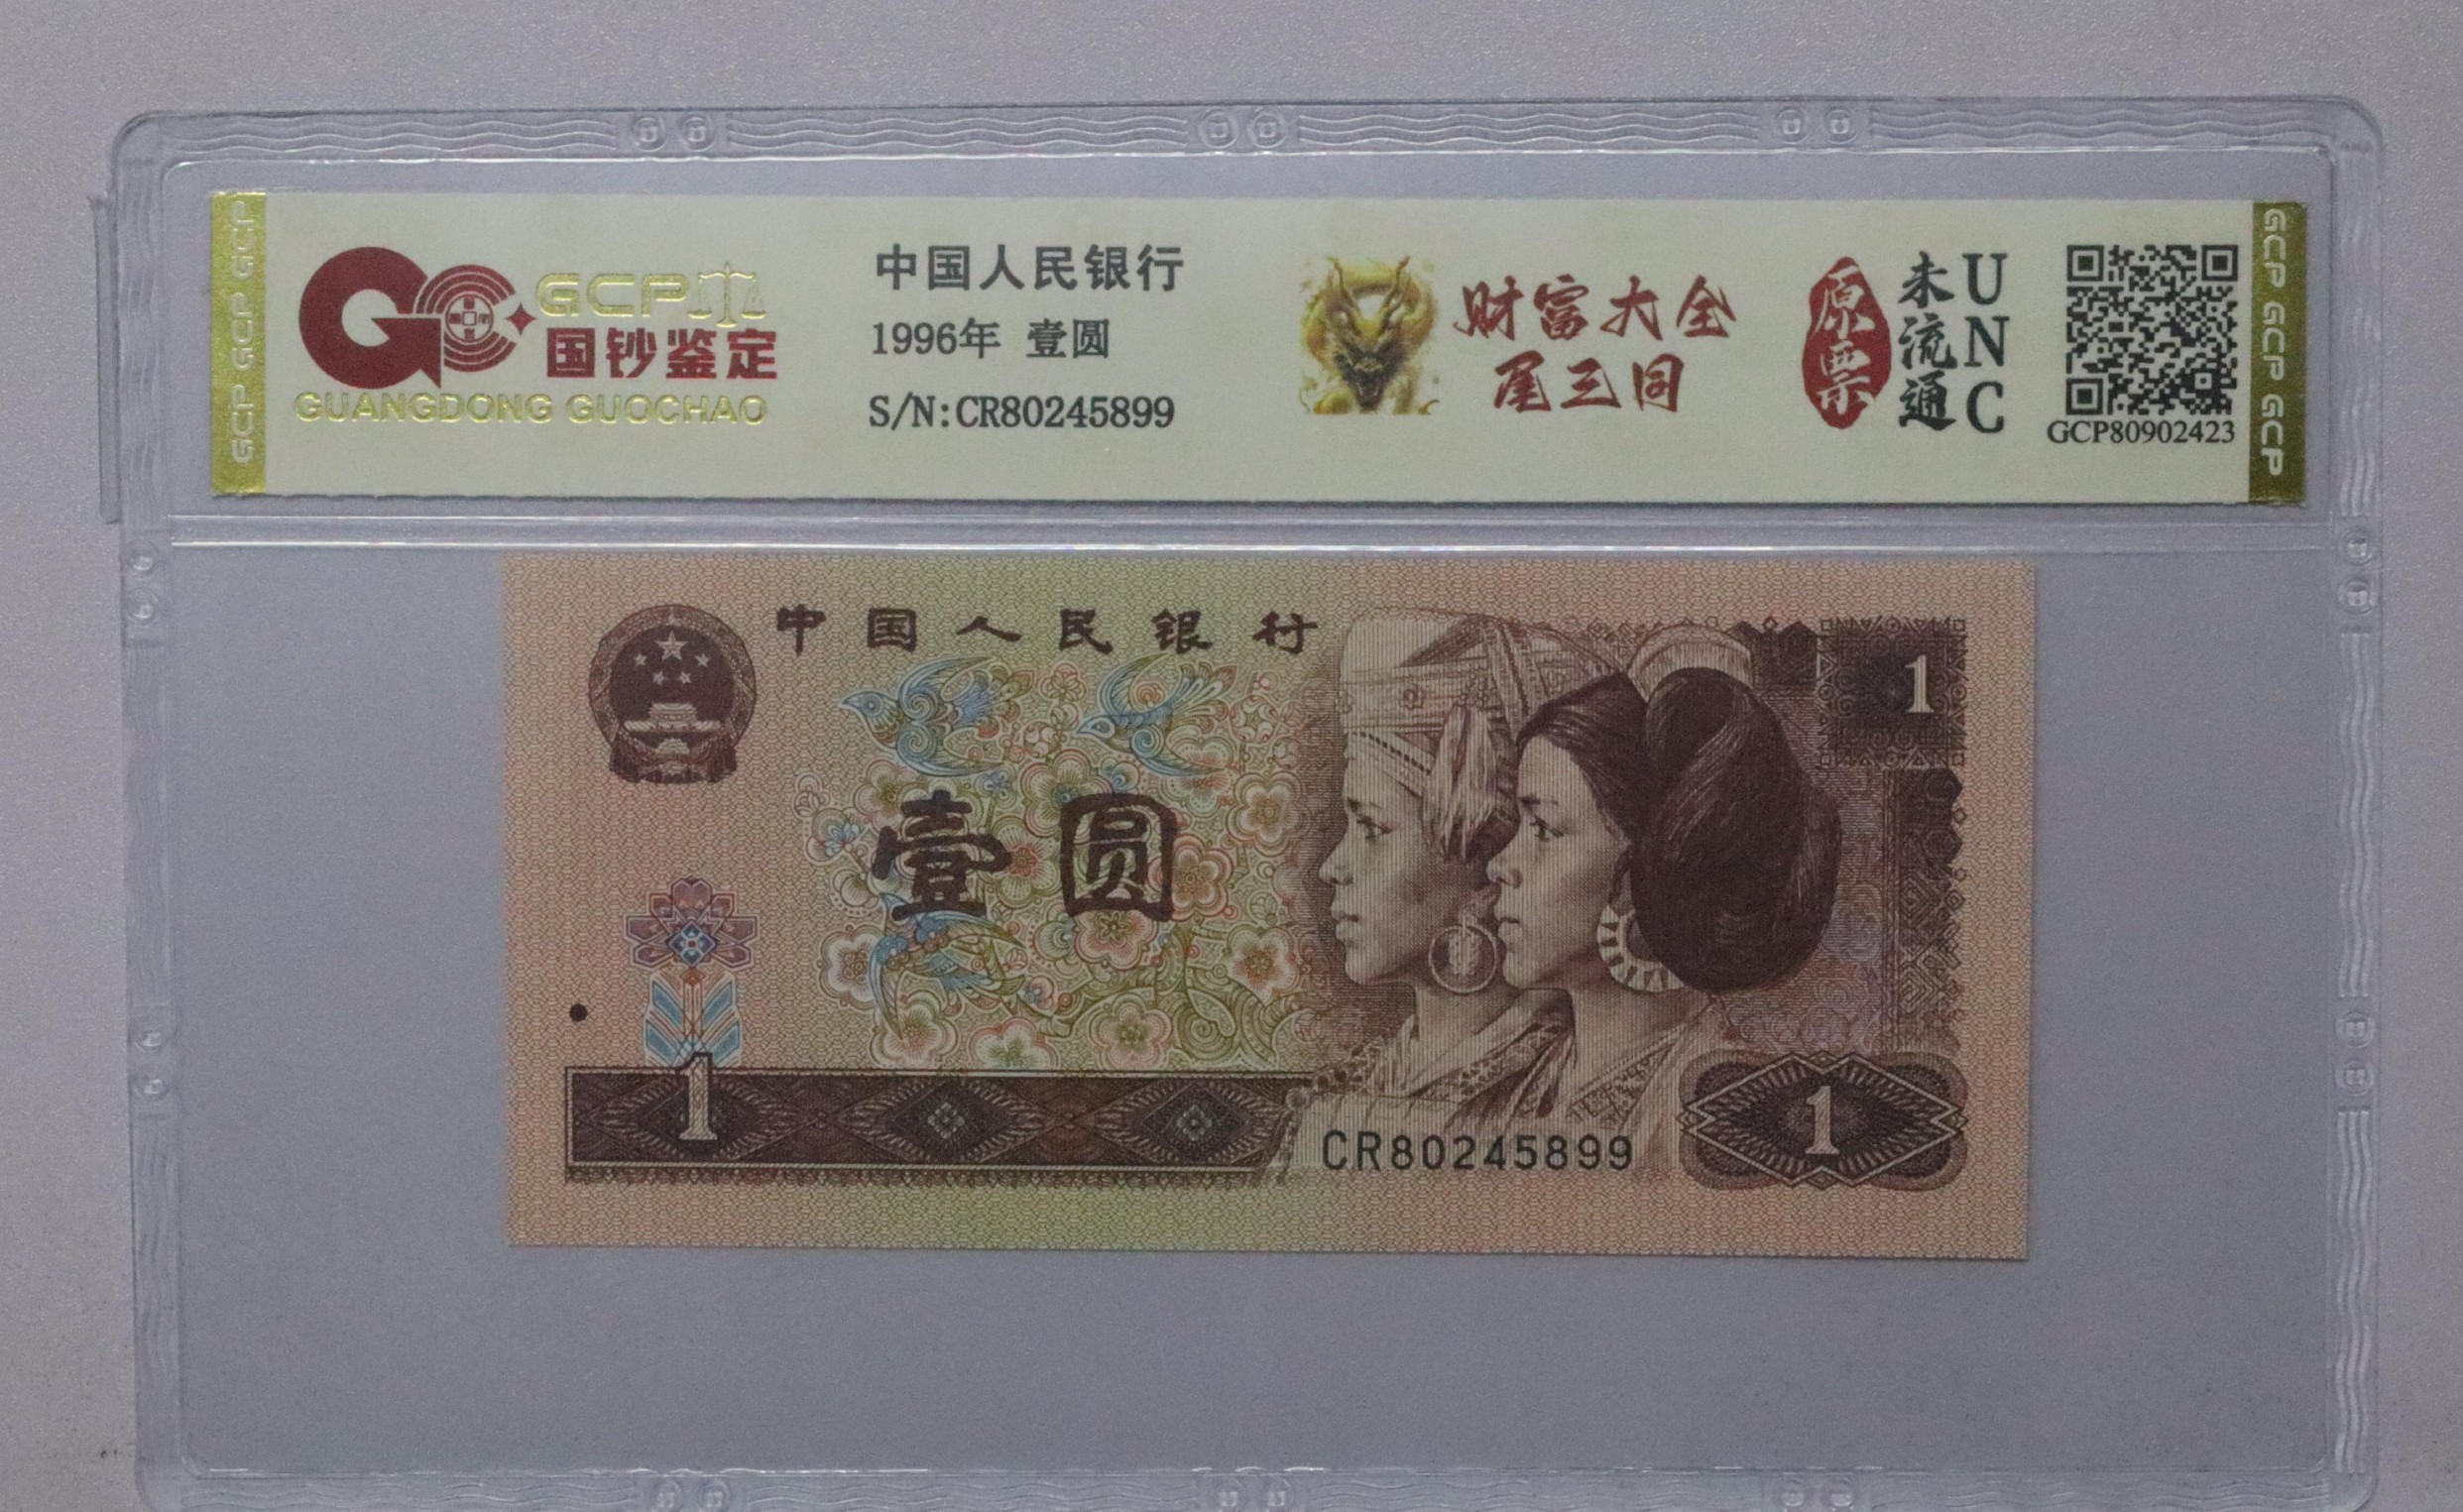 GCP GCP GCP
GCP
国钞鉴定
GUANGDONG GUOCHAO
中国人民银行
1996年 壹圆
S/N:CR80245899
财富大全
尾三同
原票
未流通
UNC
GCP80902423
GCP GCP GCP GCP
中国人民银行
1
壹圆
1
CR80245899
1